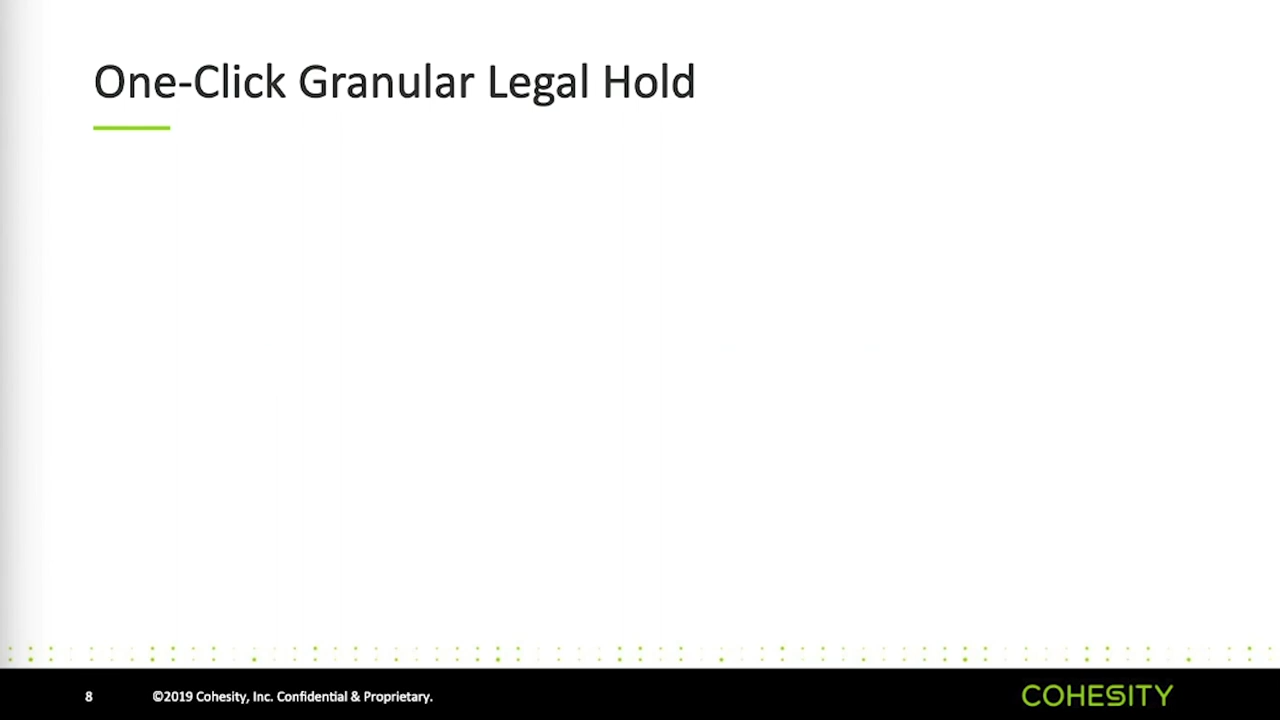 One-Click Granular Legal Hold
8 ©2019 Cohesity, Inc. Confidential & Proprietary.
COHESITY